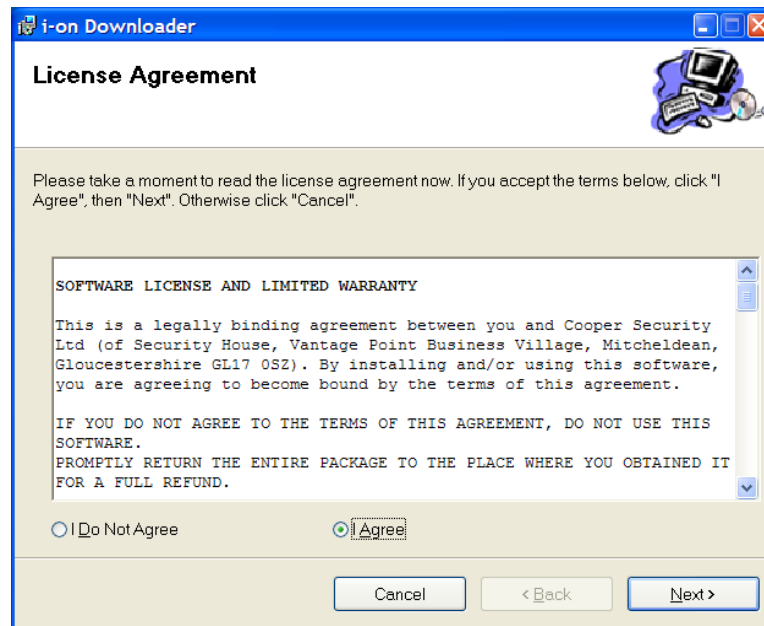 i-on Downloader
License Agreement
Please take a moment to read the license agreement now. If you accept the terms below, click "I
Agree", then "Next". Otherwise click "Cancel".
SOFTWARE LICENSE AND LIMITED WARRANTY
This is a legally binding agreement between you and Cooper Security
Ltd (of Security House, Vantage Point Business Village, Mitcheldean,
Gloucestershire GL17 0SZ). By installing and/or using this software,
you are agreeing to become bound by the terms of this agreement.
IF YOU DO NOT AGREE TO THE TERMS OF THIS AGREEMENT, DO NOT USE THIS
SOFTWARE.
PROMPTLY RETURN THE ENTIRE PACKAGE TO THE PLACE WHERE YOU OBTAINED IT
FOR A FULL REFUND.
I Do Not Agree I Agree
Cancel < Back Next >